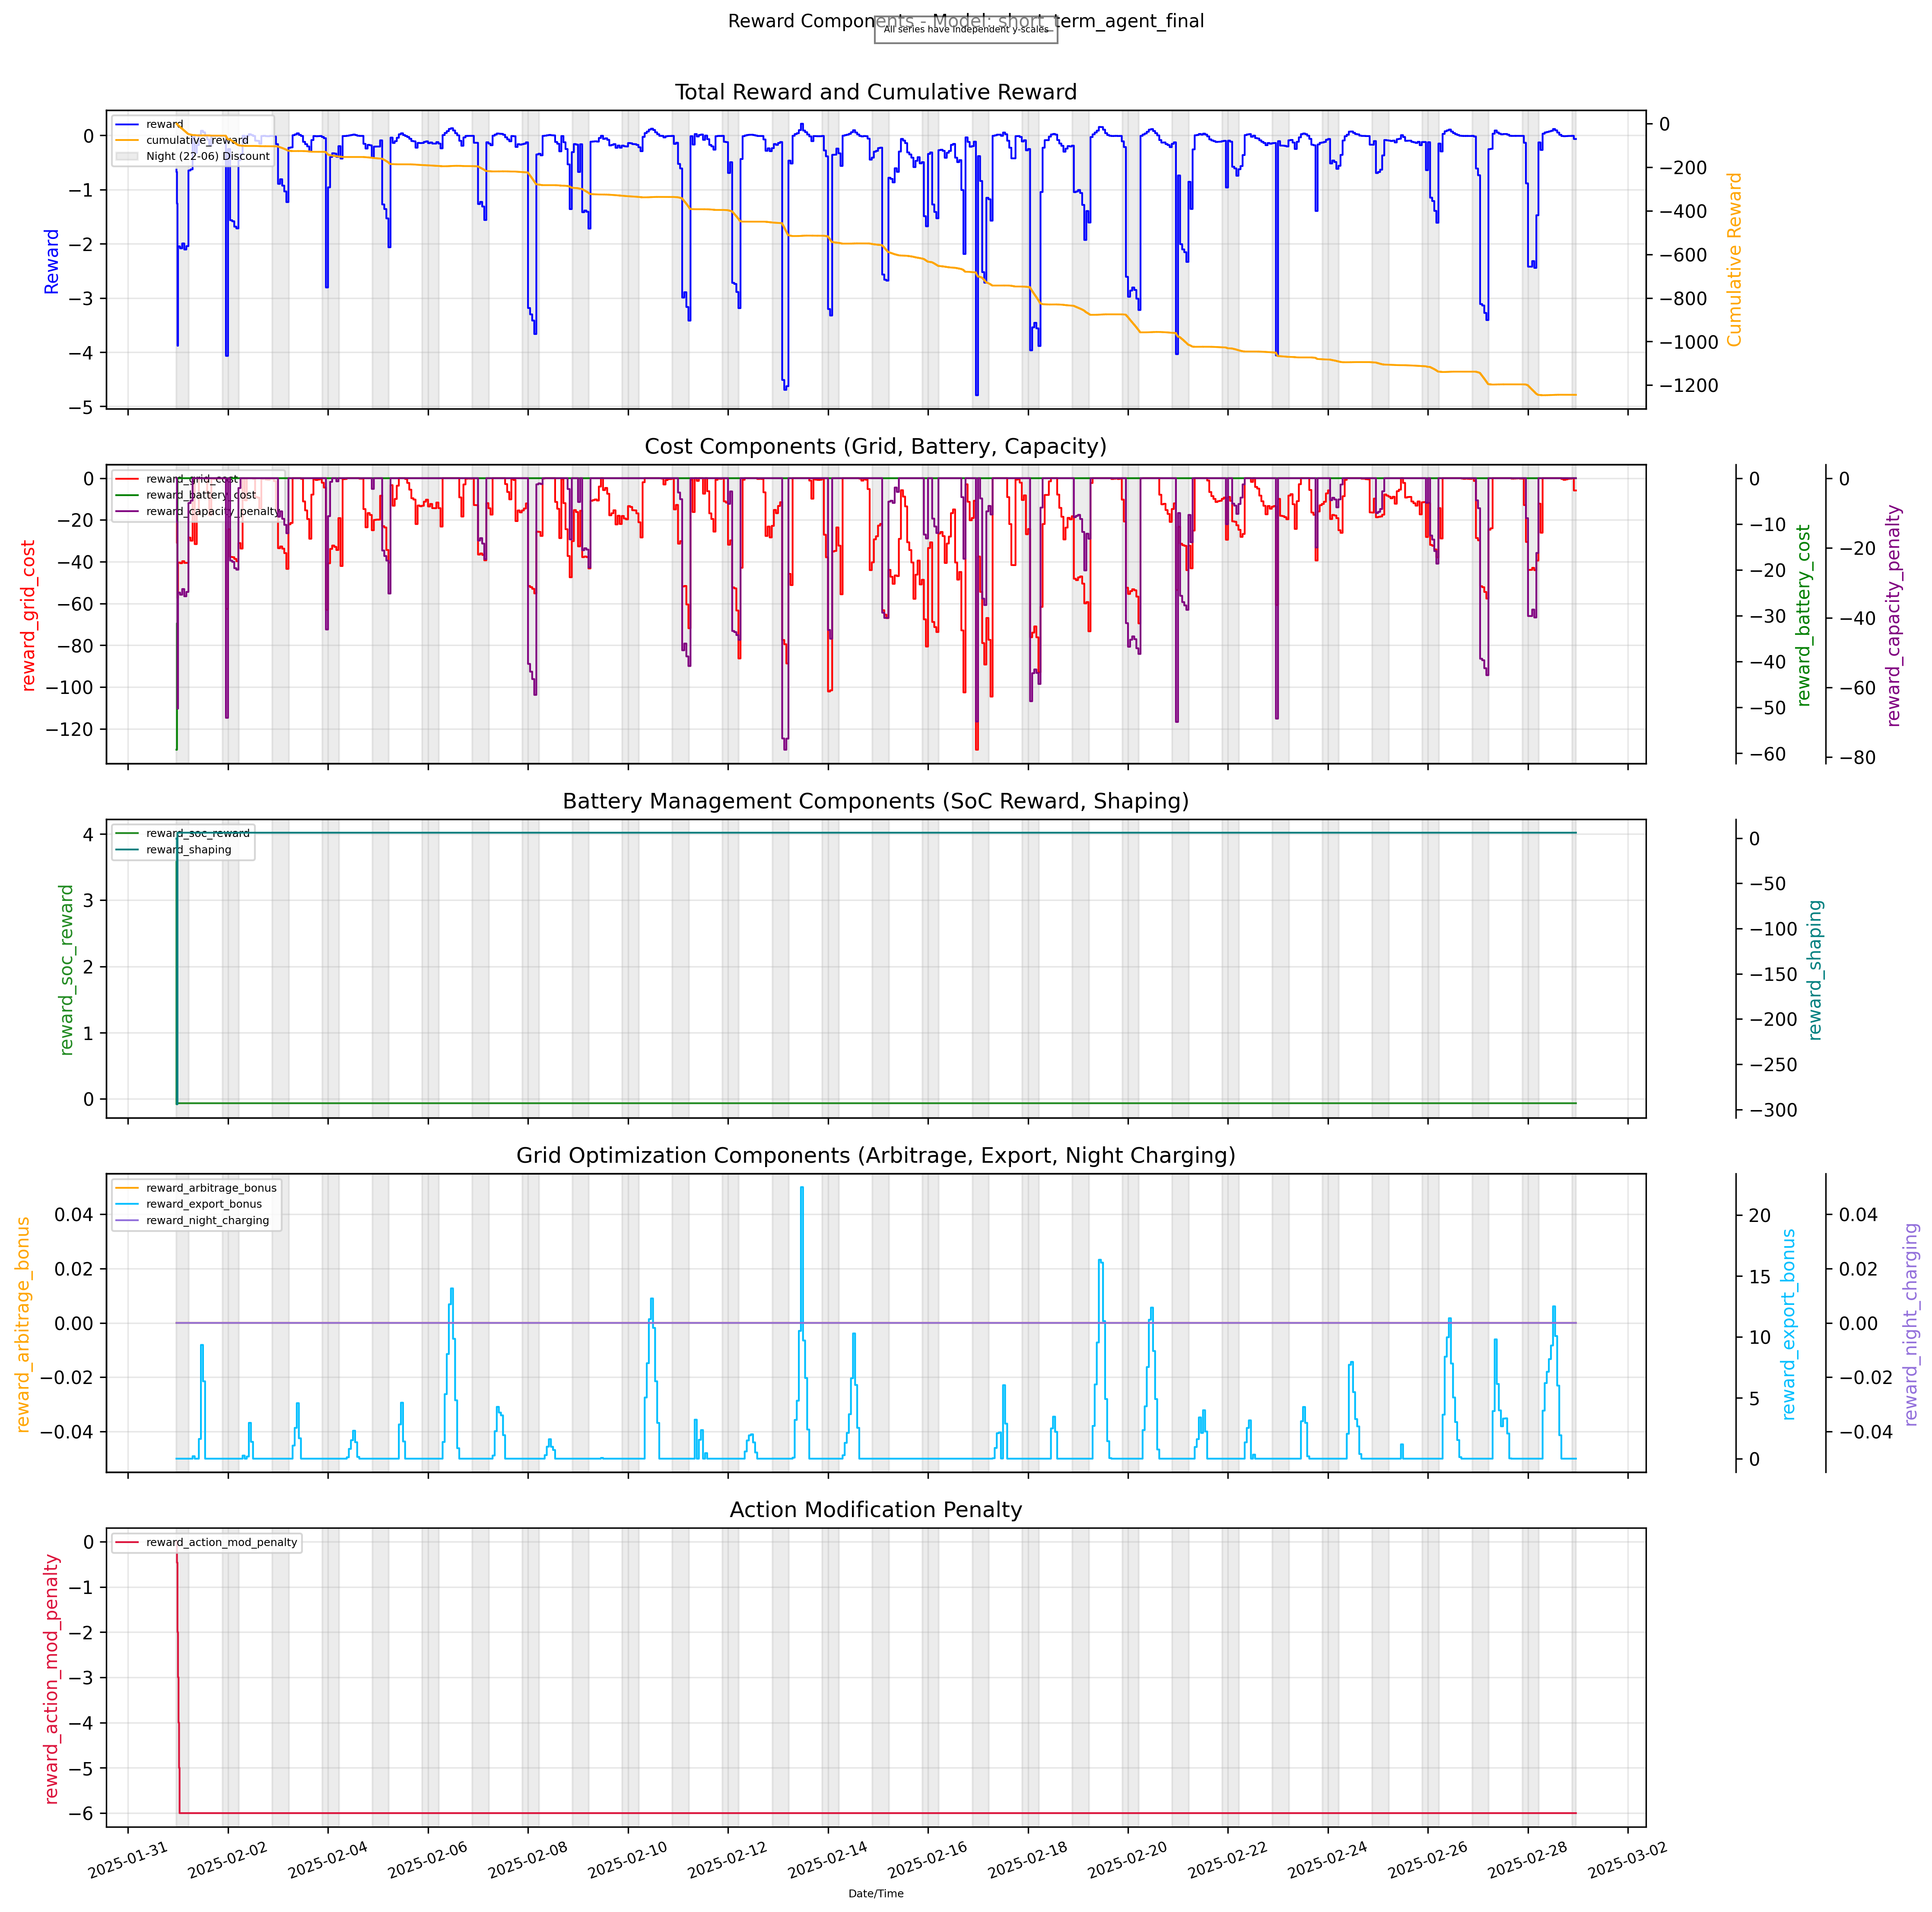 Reward Components - Model: short_term_agent_final
All series have independent y-scales
Total Reward and Cumulative Reward
reward
cumulative_reward
Night (22-06) Discount
Reward
0
−1
−2
−3
−4
−5
0
−200
−400
−600
−800
−1000
−1200
Cumulative Reward
Cost Components (Grid, Battery, Capacity)
reward_grid_cost
reward_battery_cost
reward_capacity_penalty
reward_grid_cost
0
−20
−40
−60
−80
−100
−120
0
−10
−20
−30
−40
−50
−60
reward_battery_cost
0
−20
−40
−60
−80
reward_capacity_penalty
Battery Management Components (SoC Reward, Shaping)
reward_soc_reward
reward_shaping
reward_soc_reward
4
3
2
1
0
0
−50
−100
−150
−200
−250
−300
reward_shaping
Grid Optimization Components (Arbitrage, Export, Night Charging)
reward_arbitrage_bonus
reward_export_bonus
reward_night_charging
reward_arbitrage_bonus
0.04
0.02
0.00
−0.02
−0.04
20
15
10
5
0
reward_export_bonus
0.04
0.02
0.00
−0.02
−0.04
reward_night_charging
Action Modification Penalty
reward_action_mod_penalty
reward_action_mod_penalty
0
−1
−2
−3
−4
−5
−6
2025-01-31
2025-02-02
2025-02-04
2025-02-06
2025-02-08
2025-02-10
2025-02-12
2025-02-14
2025-02-16
2025-02-18
2025-02-20
2025-02-22
2025-02-24
2025-02-26
2025-02-28
2025-03-02
Date/Time